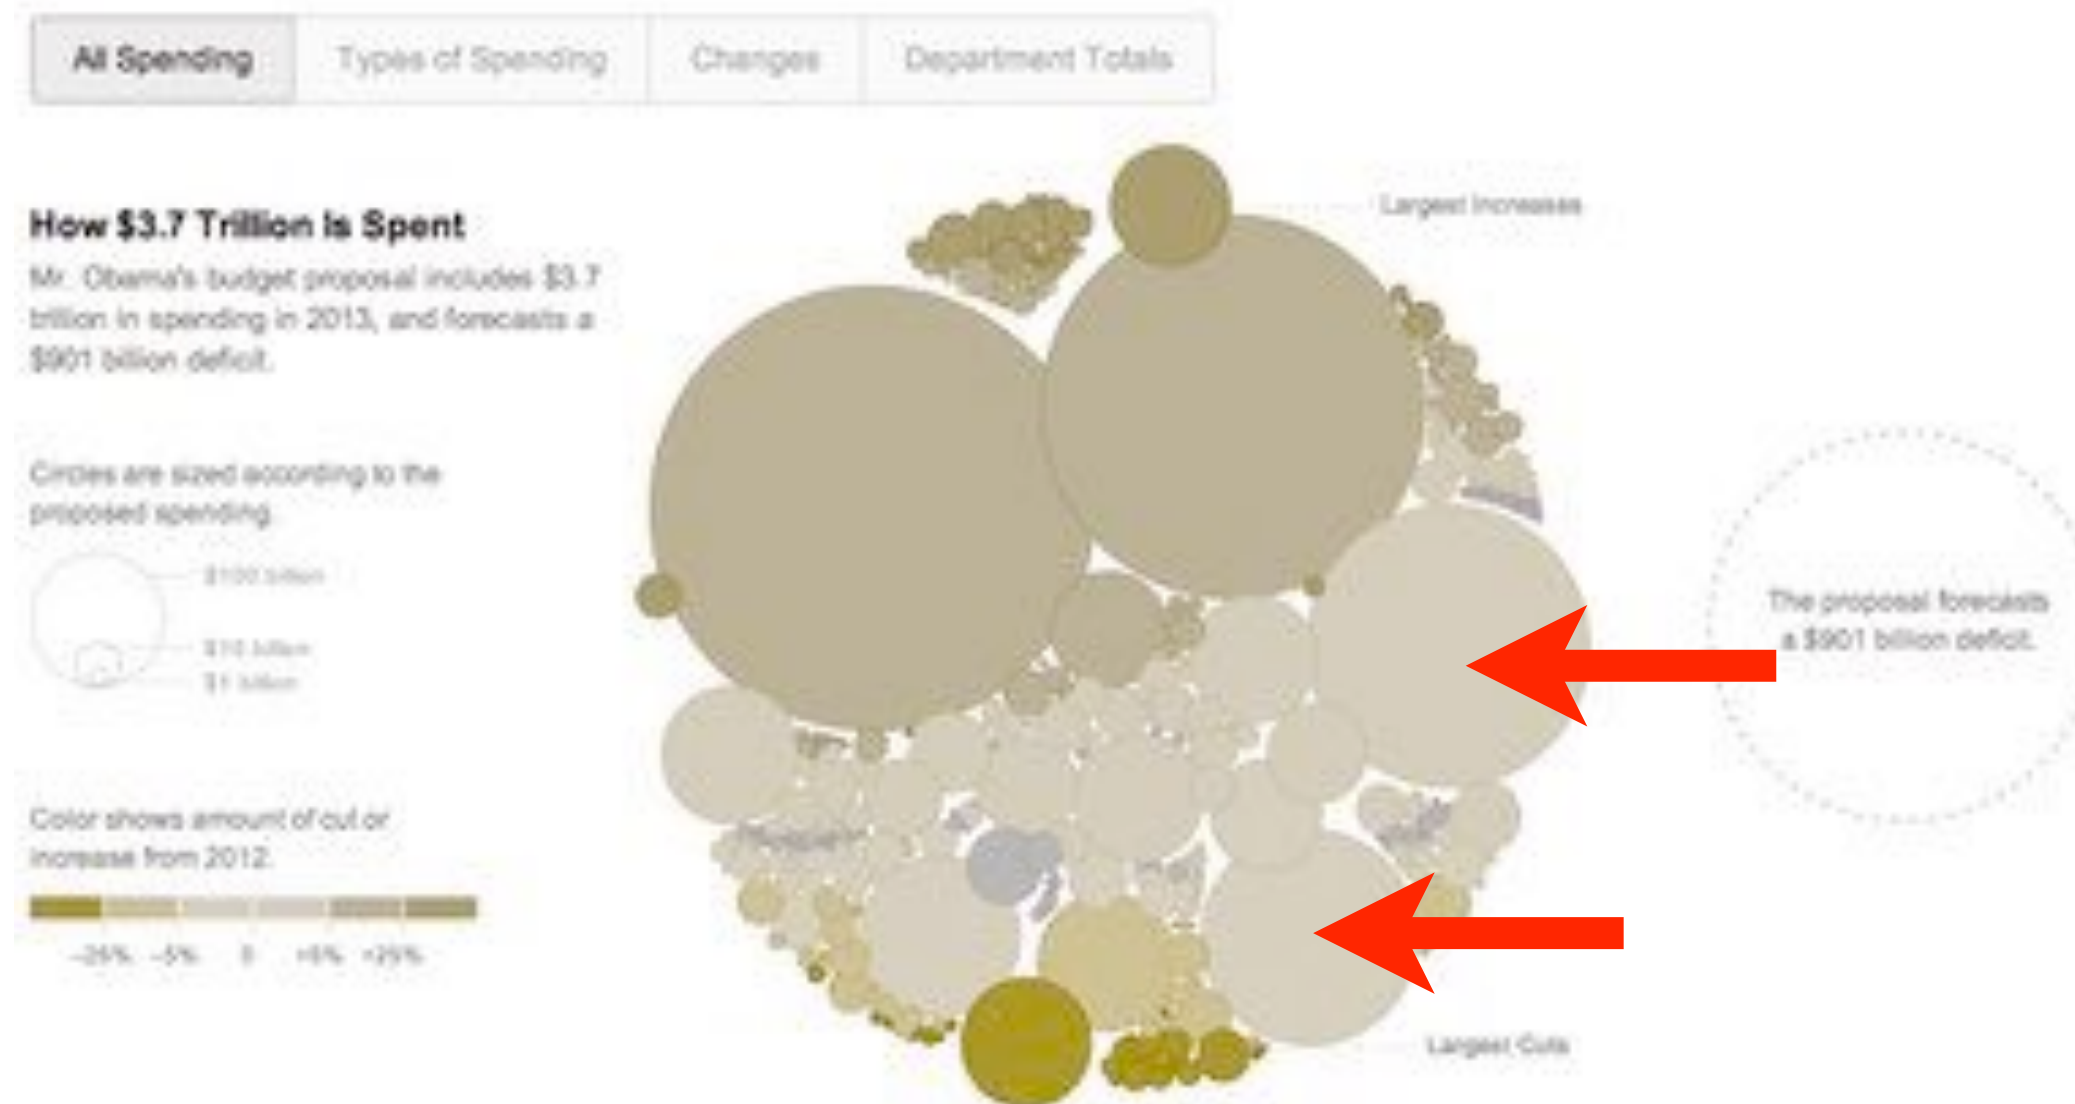 All Spending
Types of Spending
Changes
Department Totals
How $3.7 Trillion Is Spent
Mr. Obama's budget proposal includes $3.7
trillion in spending in 2013, and forecasts a
$901 billion deficit.
Circles are sized according to the
proposed spending.
$100 billion
$10 billion
$1 billion
Color shows amount of cut or
increase from 2012.
-25% -5% 0 +5% +25%
Largest Increases
The proposal forecasts
a $901 billion deficit.
Largest Cuts